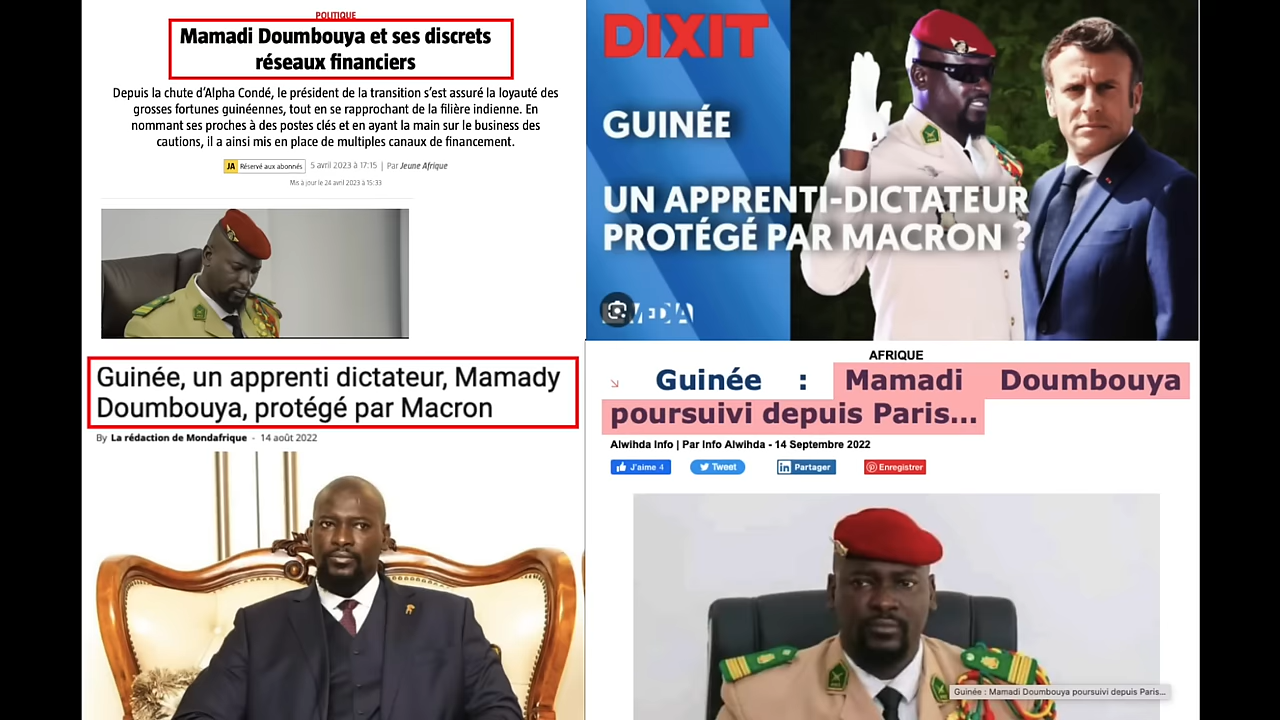 POLITIQUE
Mamadi Doumbouya et ses discrets
réseaux financiers
Depuis la chute d’Alpha Condé, le président de la transition s’est assuré la loyauté des
grosses fortunes guinéennes, tout en se rapprochant de la filière indienne. En
nommant ses proches à des postes clés et en ayant la main sur le business des
cautions, il a ainsi mis en place de multiples canaux de financement.
JA Réservé aux abonnés 5 avril 2023 à 17:15 | Par Jeune Afrique
Mis à jour le 24 avril 2023 à 15:33
DIXIT
GUINÉE
UN APPRENTI-DICTATEUR
PROTÉGÉ PAR MACRON ?
Guinée, un apprenti dictateur, Mamady
Doumbouya, protégé par Macron
By La rédaction de Mondafrique - 14 août 2022
AFRIQUE
Guinée : Mamadi Doumbouya
poursuivi depuis Paris...
Alwihda Info | Par Info Alwihda - 14 Septembre 2022
J'aime 4 Tweet in Partager Enregistrer
Guinée : Mamadi Doumbouya poursuivi depuis Paris...